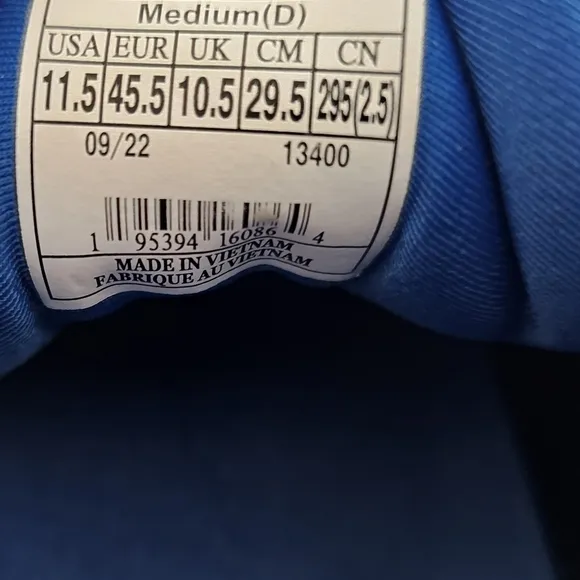 Medium(D)
USA EUR UK CM CN
11.5 45.5 10.5 29.5 295(2.5)
09/22 13400
1 95394 16086 4
MADE IN VIETNAM
FABRIQUE AU VIETNAM